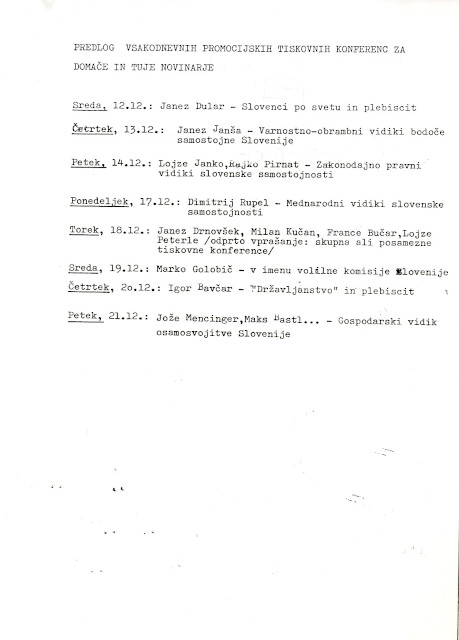 PREDLOG VSAKODNEVNIH PROMOCIJSKIH TISKOVNIH KONFERENC ZA
DOMAČE IN TUJE NOVINARJE
Sreda, 12.12.: Janez Dular - Slovenci po svetu in plebiscit
Četrtek, 13.12.: Janez Janša - Varnostno-obrambni vidiki bodoče
samostojne Slovenije
Petek, 14.12.: Lojze Janko,Rajko Pirnat - Zakonodajno pravni
vidiki slovenske samostojnosti
Ponedeljek, 17.12.: Dimitrij Rupel - Mednarodni vidiki slovenske
samostojnosti
Torek, 18.12.: Janez Drnovšek, Milan Kučan, France Bučar,Lojze
Peterle /odprto vprašanje: skupna ali posamezne
tiskovne konference/
Sreda, 19.12.: Marko Golobič - v imenu volilne komisije Slovenije
Četrtek, 2o.12.: Igor Bavčar - "Državljanstvo" in plebiscit
Petek, 21.12.: Jože Mencinger,Maks Bastl... - Gospodarski vidik
osamosvojitve Slovenije